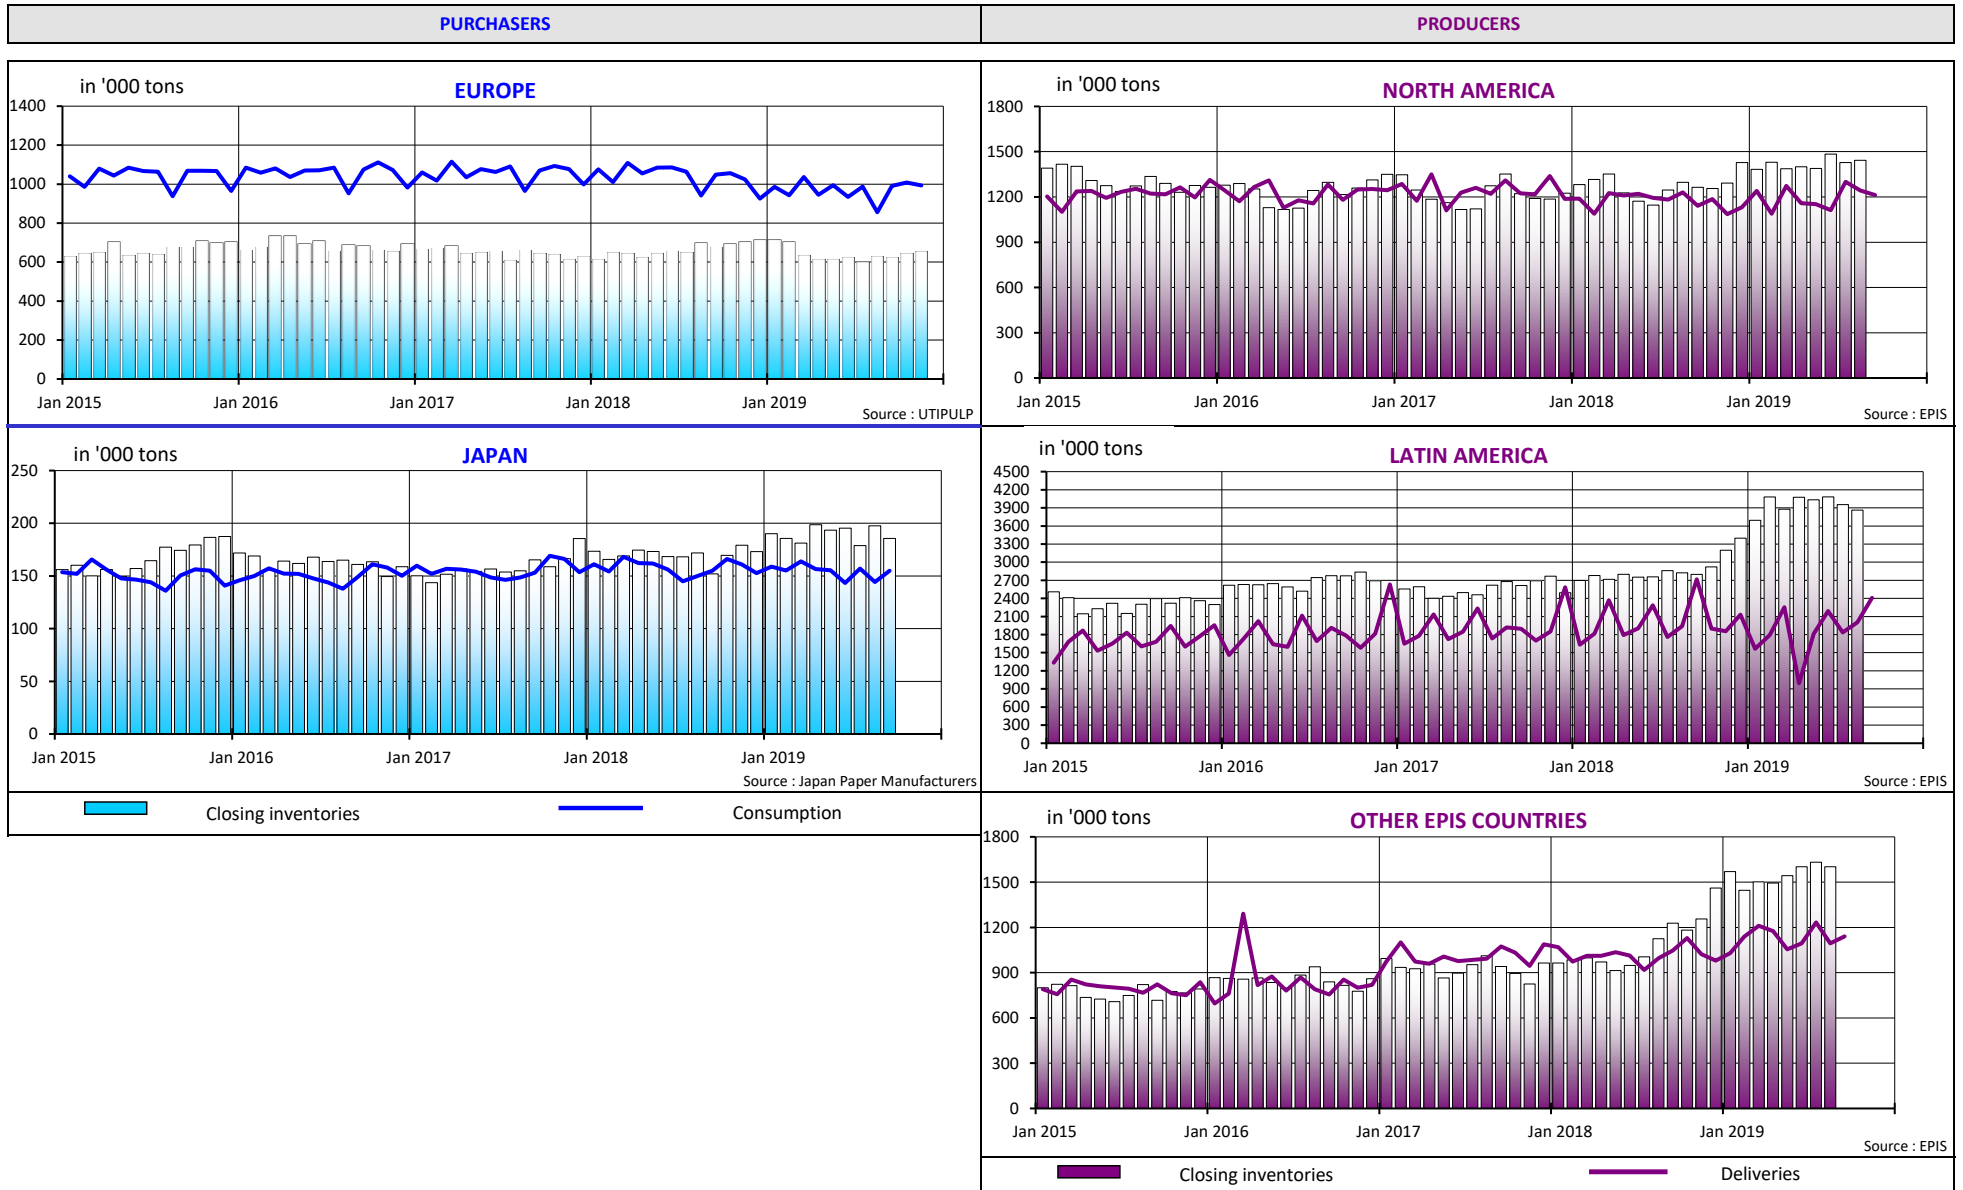 PURCHASERS
PRODUCERS
in '000 tons
EUROPE
1400
1200
1000
800
600
400
200
0
Jan 2015 Jan 2016 Jan 2017 Jan 2018 Jan 2019
Source : UTIPULP
in '000 tons
JAPAN
250
200
150
100
50
0
Jan 2015 Jan 2016 Jan 2017 Jan 2018 Jan 2019
Source : Japan Paper Manufacturers
Closing inventories Consumption
in '000 tons
NORTH AMERICA
1800
1500
1200
900
600
300
0
Jan 2015 Jan 2016 Jan 2017 Jan 2018 Jan 2019
Source : EPIS
in '000 tons
LATIN AMERICA
4500
4200
3900
3600
3300
3000
2700
2400
2100
1800
1500
1200
900
600
300
0
Jan 2015 Jan 2016 Jan 2017 Jan 2018 Jan 2019
Source : EPIS
in '000 tons
OTHER EPIS COUNTRIES
1800
1500
1200
900
600
300
0
Jan 2015 Jan 2016 Jan 2017 Jan 2018 Jan 2019
Source : EPIS
Closing inventories Deliveries